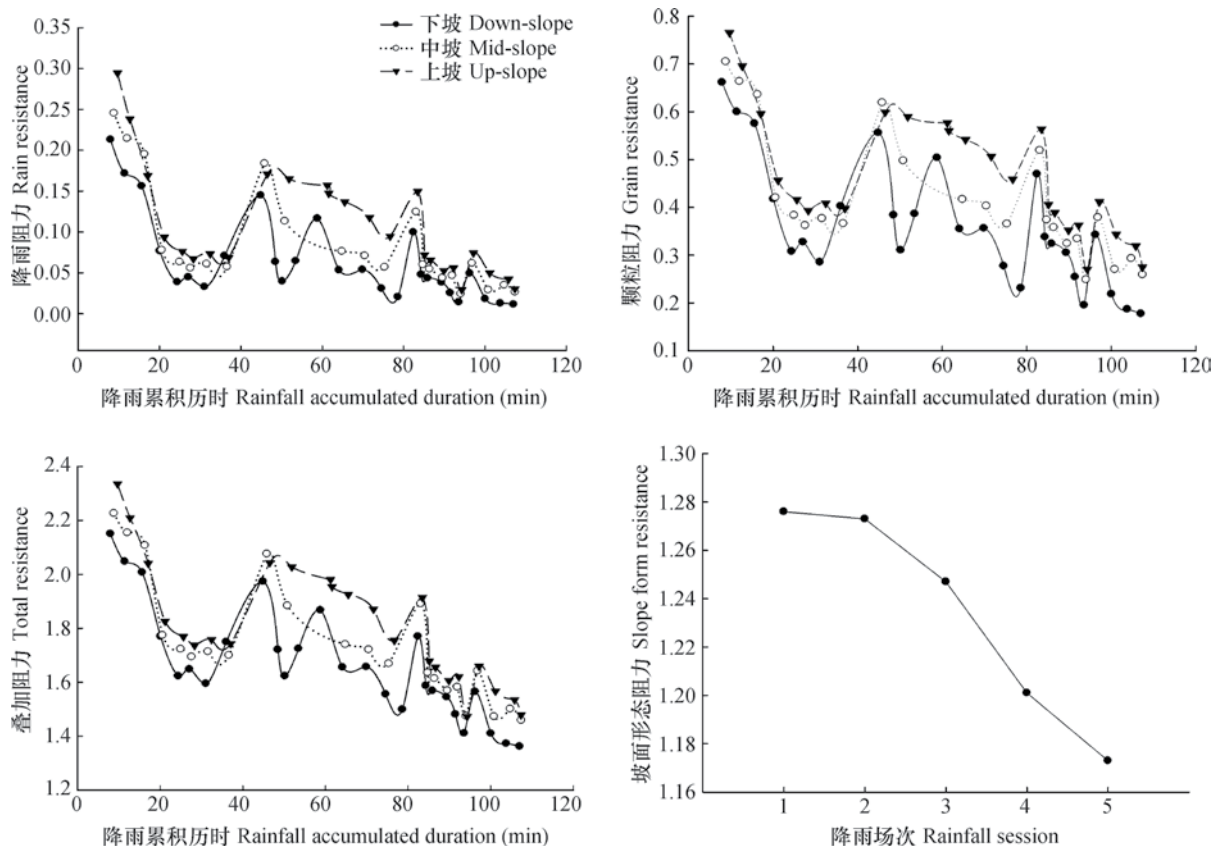 下坡 Down-slope
中坡 Mid-slope
上坡 Up-slope
降雨阻力 Rain resistance
0.35
0.30
0.25
0.20
0.15
0.10
0.05
0.00
0 20 40 60 80 100 120
降雨累积历时 Rainfall accumulated duration (min)
颗粒阻力 Grain resistance
0.8
0.7
0.6
0.5
0.4
0.3
0.2
0.1
0 20 40 60 80 100 120
降雨累积历时 Rainfall accumulated duration (min)
叠加阻力 Total resistance
2.4
2.2
2.0
1.8
1.6
1.4
1.2
0 20 40 60 80 100 120
降雨累积历时 Rainfall accumulated duration (min)
坡面形态阻力 Slope form resistance
1.30
1.28
1.26
1.24
1.22
1.20
1.18
1.16
1 2 3 4 5
降雨场次 Rainfall session